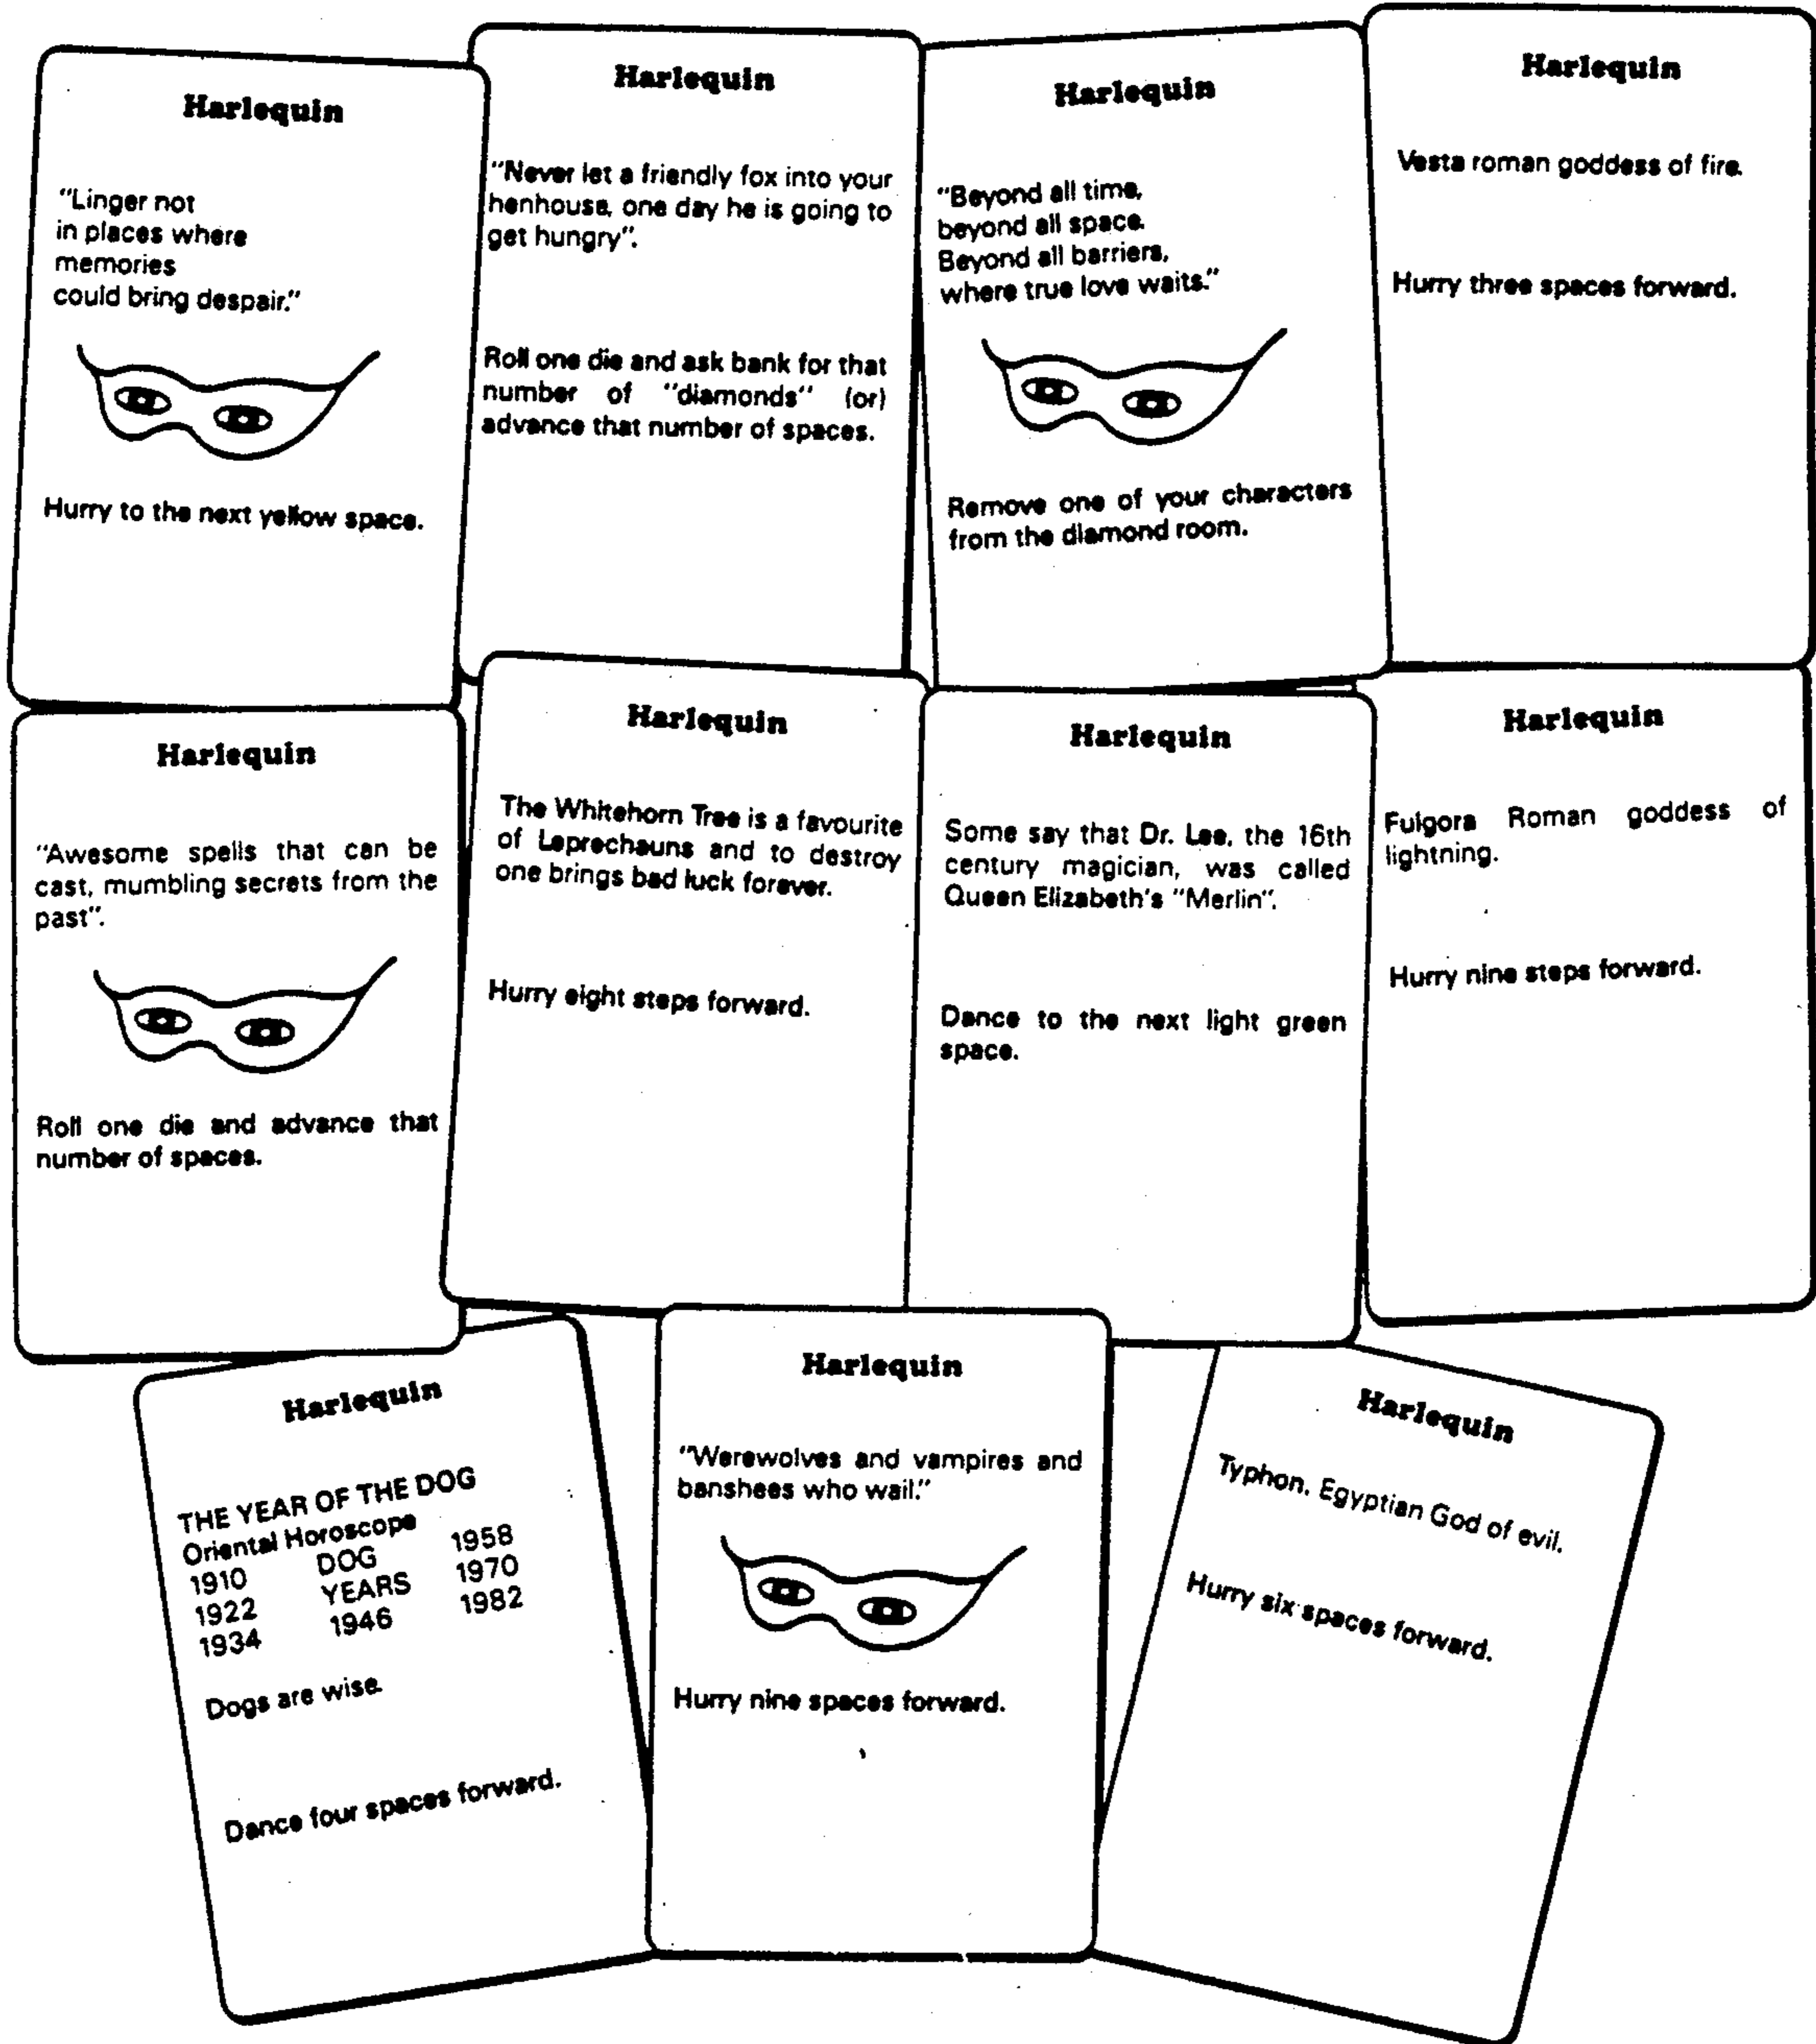 Harlequin
"Linger not
in places where
memories
could bring despair."
Hurry to the next yellow space.
Harlequin
"Never let a friendly fox into your
henhouse, one day he is going to
get hungry".
Roll one die and ask bank for that
number of "diamonds" (or)
advance that number of spaces.
Harlequin
"Beyond all time,
beyond all space.
Beyond all barriers,
where true love waits."
Remove one of your characters
from the diamond room.
Harlequin
Vesta roman goddess of fire.
Hurry three spaces forward.
Harlequin
"Awesome spells that can be
cast, mumbling secrets from the
past".
Roll one die and advance that
number of spaces.
Harlequin
The Whitehorn Tree is a favourite
of Leprechauns and to destroy
one brings bad luck forever.
Hurry eight steps forward.
Harlequin
Some say that Dr. Lee, the 16th
century magician, was called
Queen Elizabeth's "Merlin".
Dance to the next light green
space.
Harlequin
Fulgora Roman goddess of
lightning.
Hurry nine steps forward.
Harlequin
THE YEAR OF THE DOG
Oriental Horoscope
1910 DOG 1958
1922 YEARS 1970
1934 1946 1982
Dogs are wise.
Dance four spaces forward.
Harlequin
"Werewolves and vampires and
banshees who wail."
Hurry nine spaces forward.
Harlequin
Typhon. Egyptian God of evil.
Hurry six spaces forward.